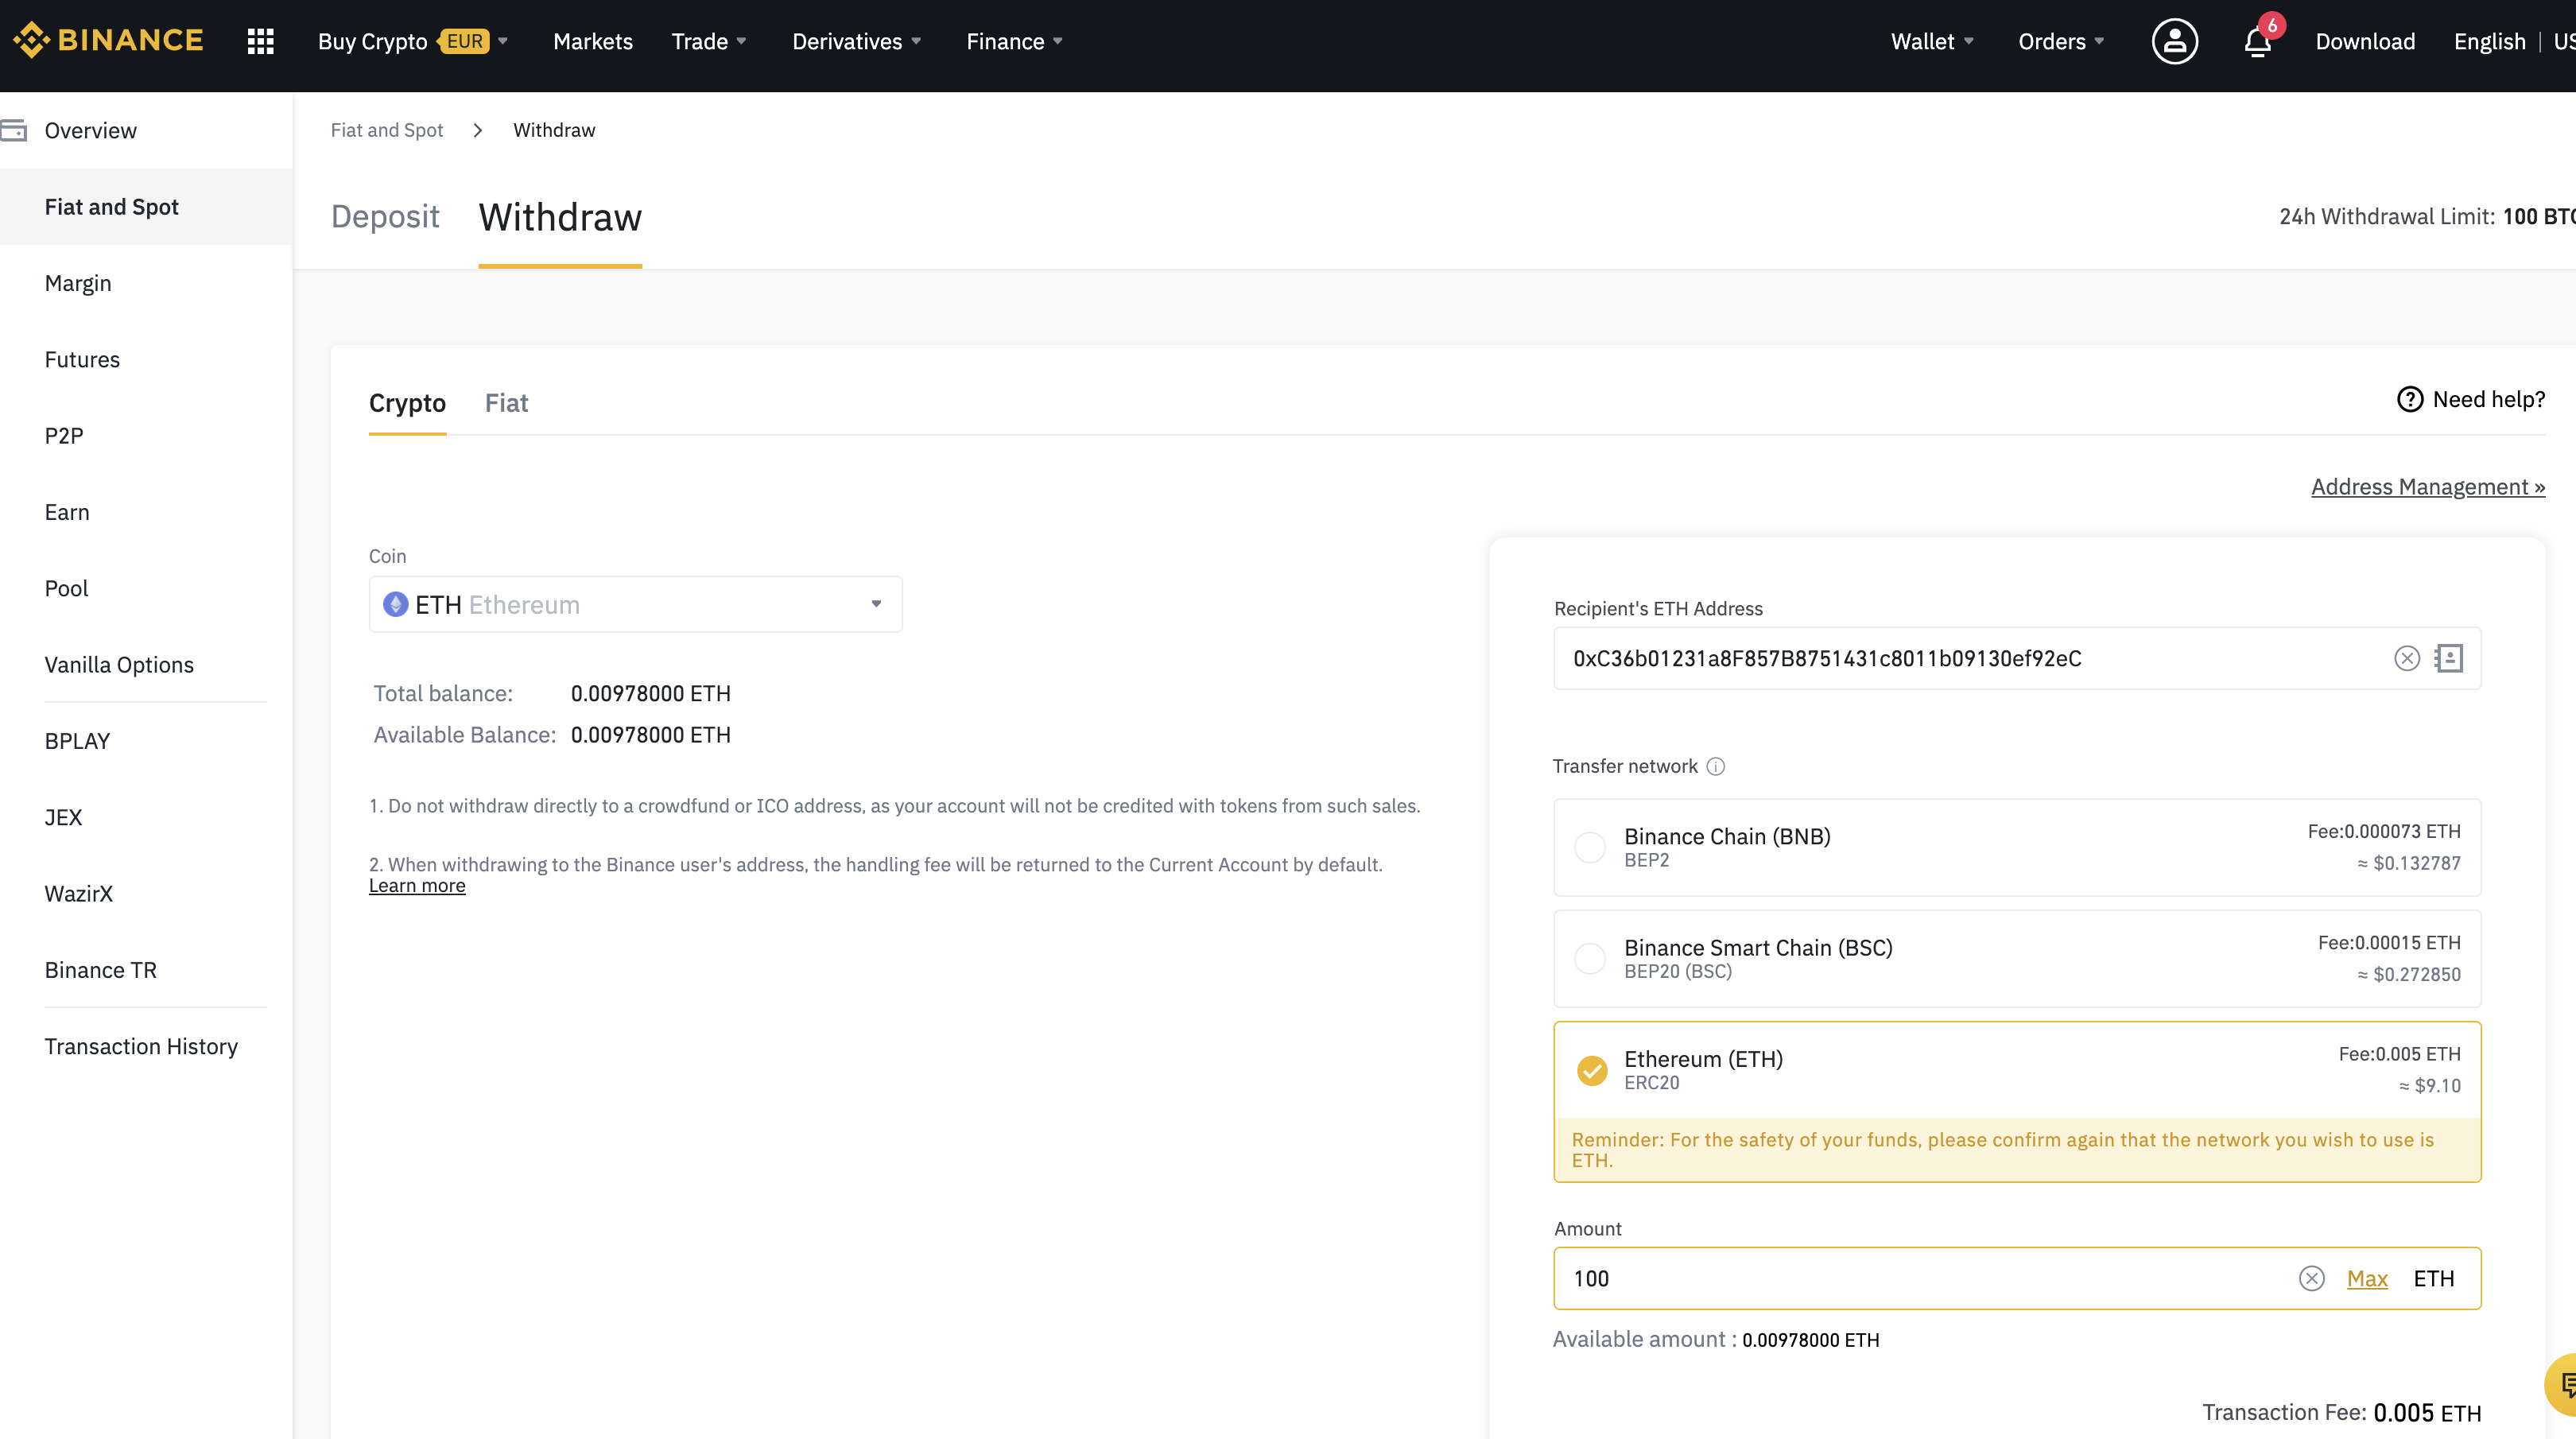 BINANCE
Buy Crypto EUR
Markets
Trade
Derivatives
Finance
Wallet
Orders
6
Download
English
Overview
Fiat and Spot
Margin
Futures
P2P
Earn
Pool
Vanilla Options
BPLAY
JEX
WazirX
Binance TR
Transaction History
Fiat and Spot > Withdraw
Deposit
Withdraw
24h Withdrawal Limit: 100
Crypto
Fiat
Need help?
Address Management »
Coin
ETH Ethereum
Total balance: 0.00978000 ETH
Available Balance: 0.00978000 ETH
1. Do not withdraw directly to a crowdfund or ICO address, as your account will not be credited with tokens from such sales.
2. When withdrawing to the Binance user's address, the handling fee will be returned to the Current Account by default.
Learn more
Recipient's ETH Address
0xC36b01231a8F857B8751431c8011b09130ef92eC
Transfer network
Binance Chain (BNB)
BEP2
Fee:0.000073 ETH
≈ $0.132787
Binance Smart Chain (BSC)
BEP20 (BSC)
Fee:0.00015 ETH
≈ $0.272850
Ethereum (ETH)
ERC20
Fee:0.005 ETH
≈ $9.10
Reminder: For the safety of your funds, please confirm again that the network you wish to use is
ETH.
Amount
100
Max
ETH
Available amount : 0.00978000 ETH
Transaction Fee: 0.005 ETH